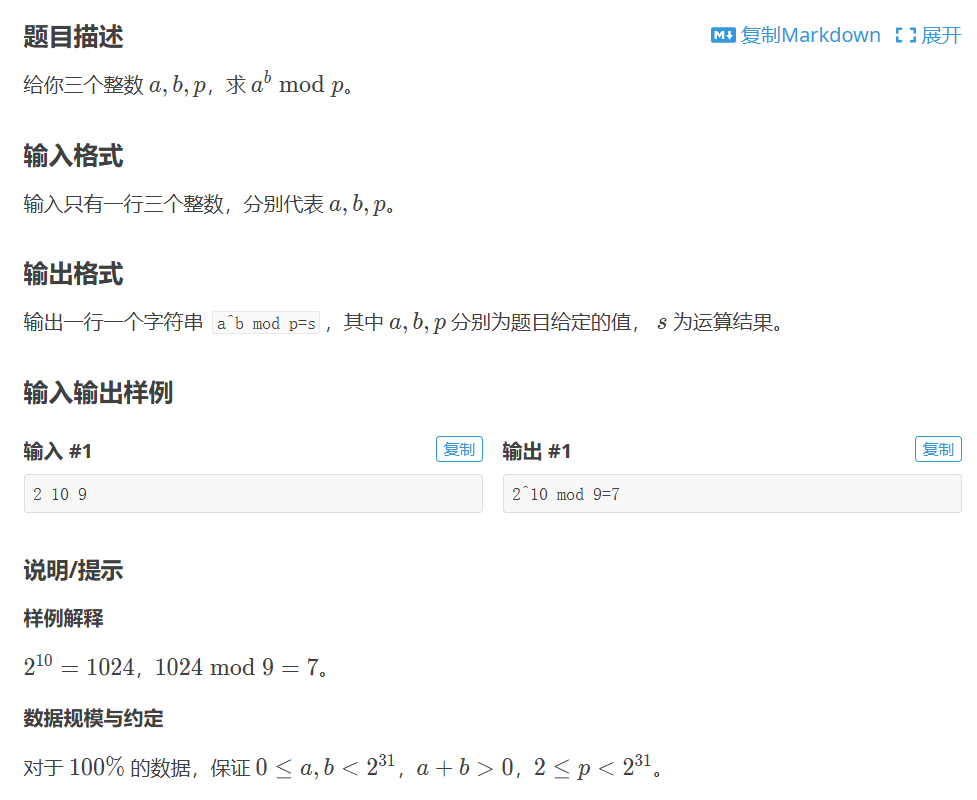 题目描述 复制Markdown 展开
给你三个整数 a, b, p，求 a^b mod p。
输入格式
输入只有一行三个整数，分别代表 a, b, p。
输出格式
输出一行一个字符串 a^b mod p=s ，其中 a, b, p 分别为题目给定的值， s 为运算结果。
输入输出样例
输入 #1 复制 输出 #1 复制
2 10 9 2^10 mod 9=7
说明/提示
样例解释
2^10 = 1024，1024 mod 9 = 7。
数据规模与约定
对于 100% 的数据，保证 0 ≤ a, b < 2^31，a + b > 0，2 ≤ p < 2^31。